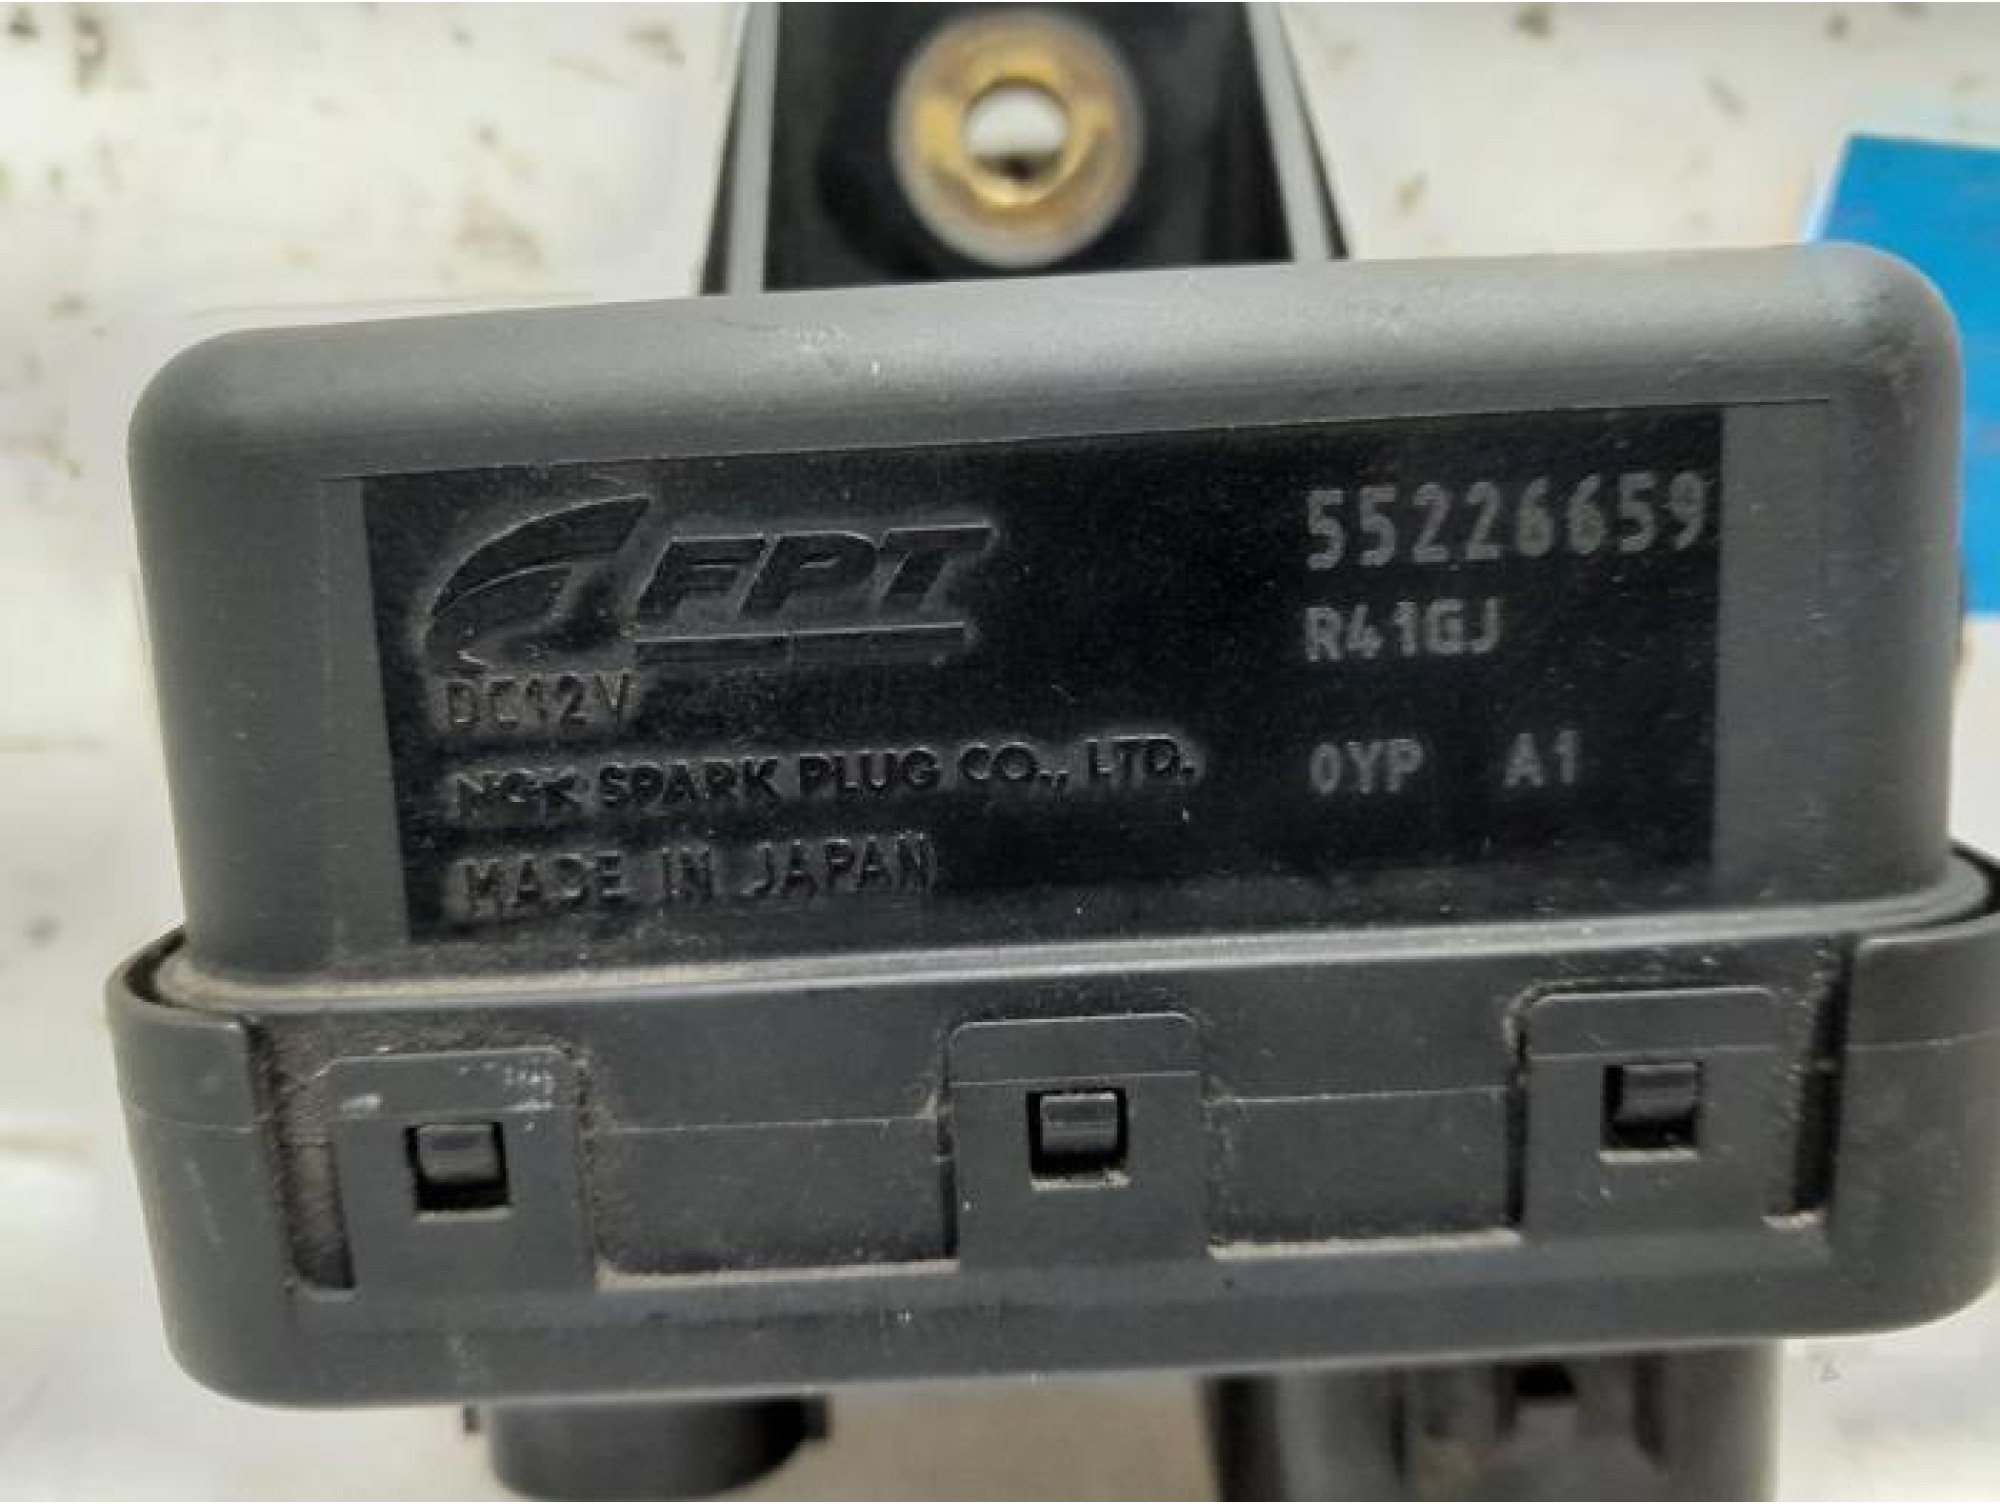 FPT
55226659
R41GJ
DC12V
NGK SPARK PLUG CO., LTD.
0YP A1
MADE IN JAPAN